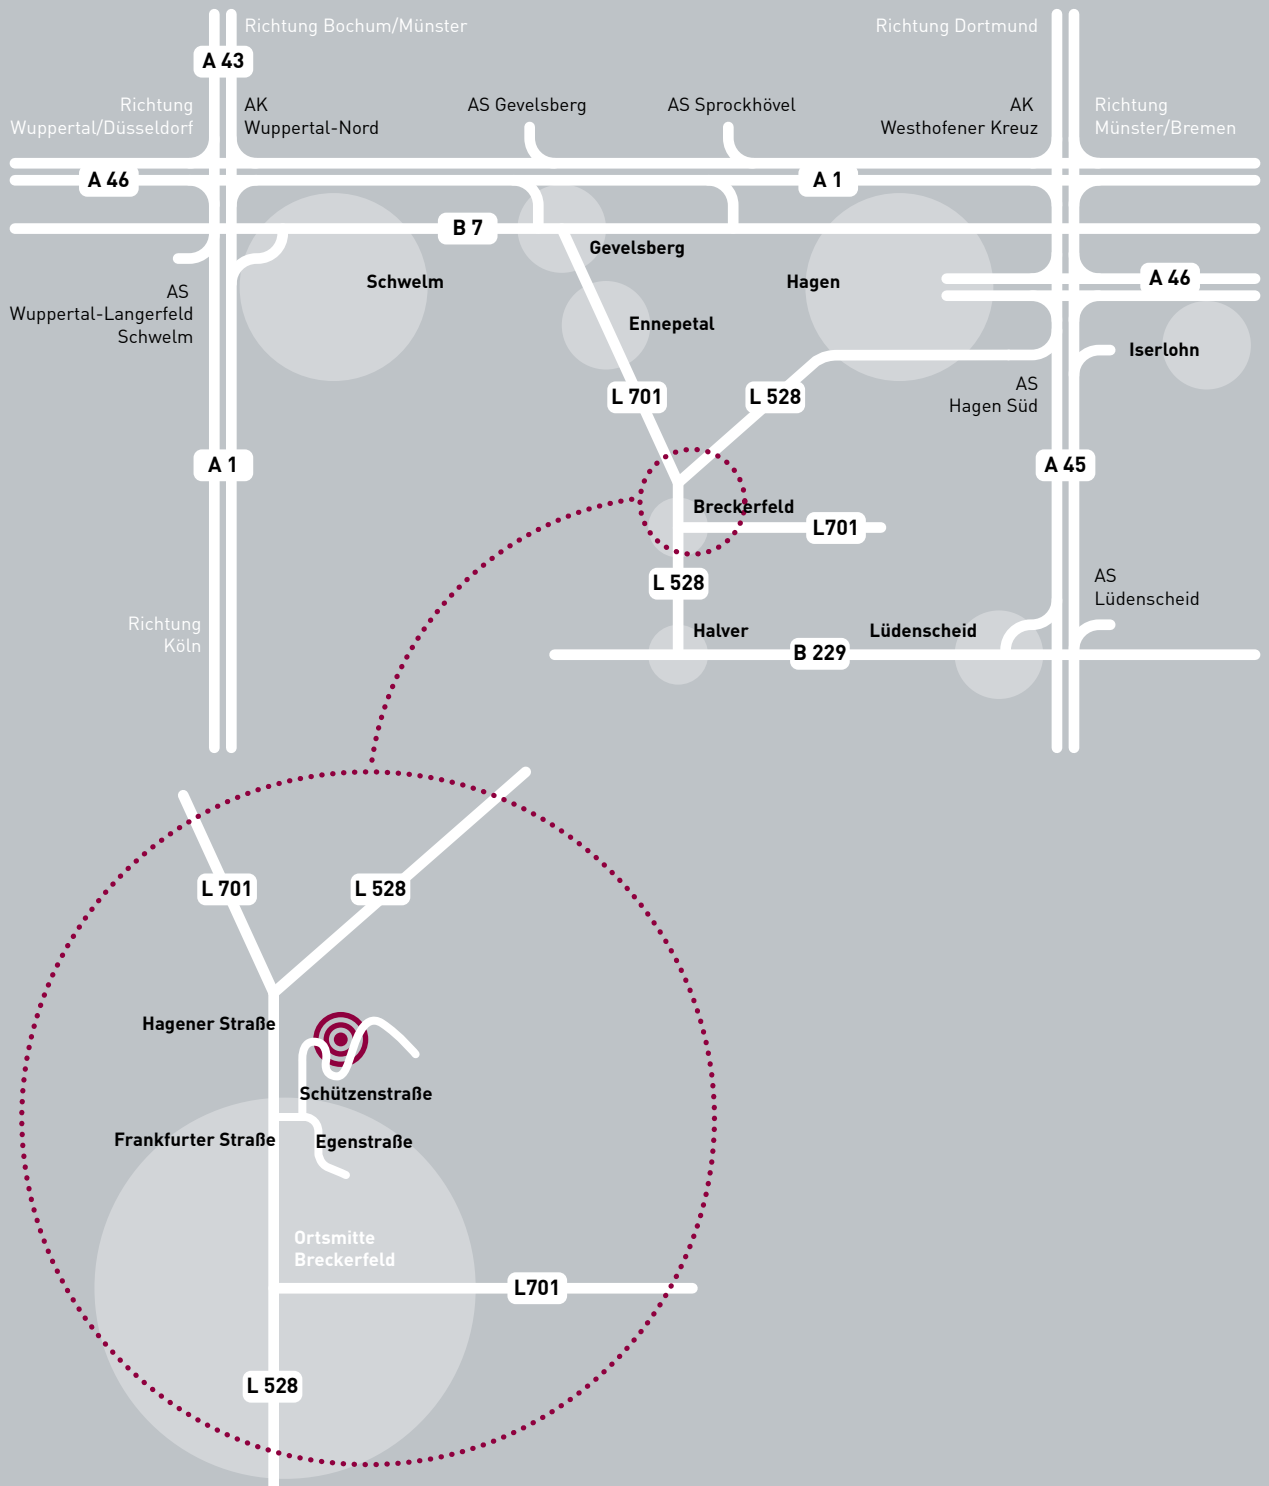 Richtung Bochum/Münster
Richtung Dortmund
A 43
Richtung
Wuppertal/Düsseldorf
AK
Wuppertal-Nord
AS Gevelsberg
AS Sprockhövel
AK
Westhofener Kreuz
Richtung
Münster/Bremen
A 46
A 1
B 7
Gevelsberg
Schwelm
Hagen
A 46
AS
Wuppertal-Langerfeld
Schwelm
Ennepetal
Iserlohn
L 701
L 528
AS
Hagen Süd
A 1
A 45
Breckerfeld
L701
L 528
AS
Lüdenscheid
Richtung
Köln
Halver
Lüdenscheid
B 229
L 701
L 528
Hagener Straße
Schützenstraße
Frankfurter Straße
Egenstraße
Ortsmitte
Breckerfeld
L701
L 528